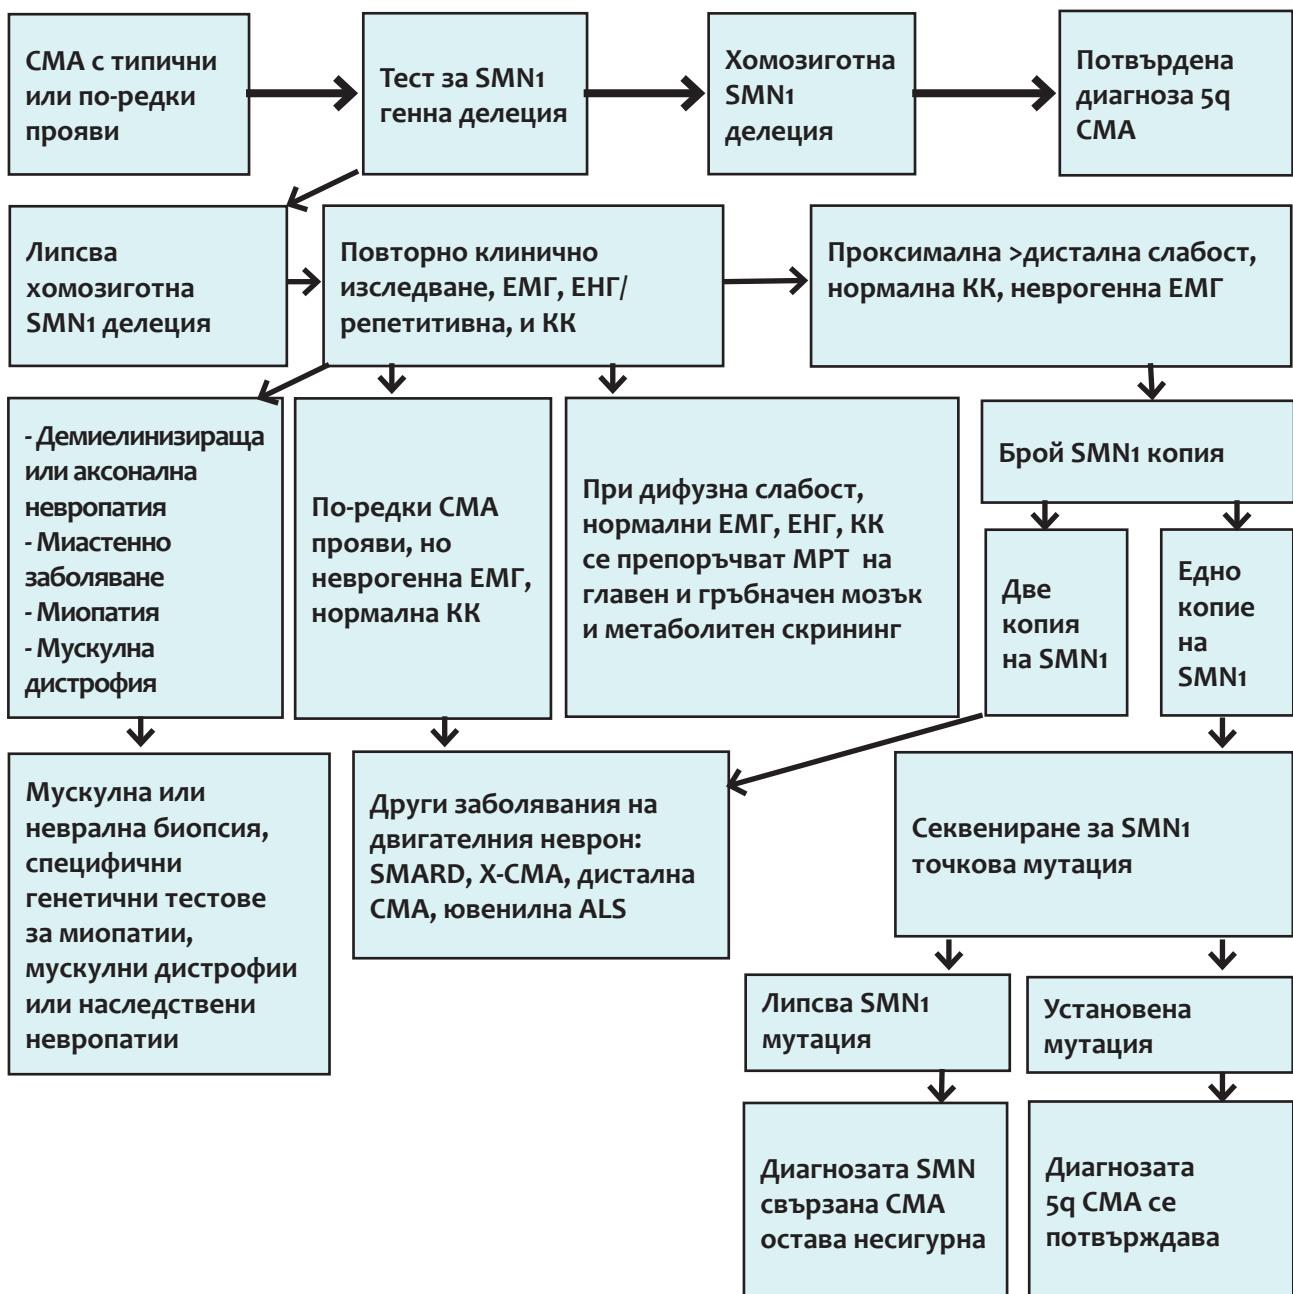 СМА с типични
или по-редки
прояви
Тест за SMN1
генна делеция
Хомозиготна
SMN1
делеция
Потвърдена
диагноза 5q
СМА
Липсва
хомозиготна
SMN1 делеция
Повторно клинично
изследване, ЕМГ, ЕНГ/
репетитивна, и КК
Проксимална >дистална слабост,
нормална КК, неврогенна ЕМГ
- Демиелинизираща
или аксонална
невропатия
- Миастенно
заболяване
- Миопатия
- Мускулна
дистрофия
По-редки СМА
прояви, но
неврогенна ЕМГ,
нормална КК
При дифузна слабост,
нормални ЕМГ, ЕНГ, КК
се препоръчват МРТ на
главен и гръбначен мозък
и метаболитен скрининг
Брой SMN1 копия
Две
копия
на SMN1
Едно
копие
на
SMN1
Мускулна или
неврална биопсия,
специфични
генетични тестове
за миопатии,
мускулни дистрофии
или наследствени
невропатии
Други заболявания на
двигателния неврон:
SMARD, X-СМА, дистална
СМА, ювенилна ALS
Секвениране за SMN1
точкова мутация
Липсва SMN1
мутация
Установена
мутация
Диагнозата SMN
свързана СМА
остава несигурна
Диагнозата
5q СМА се
потвърждава